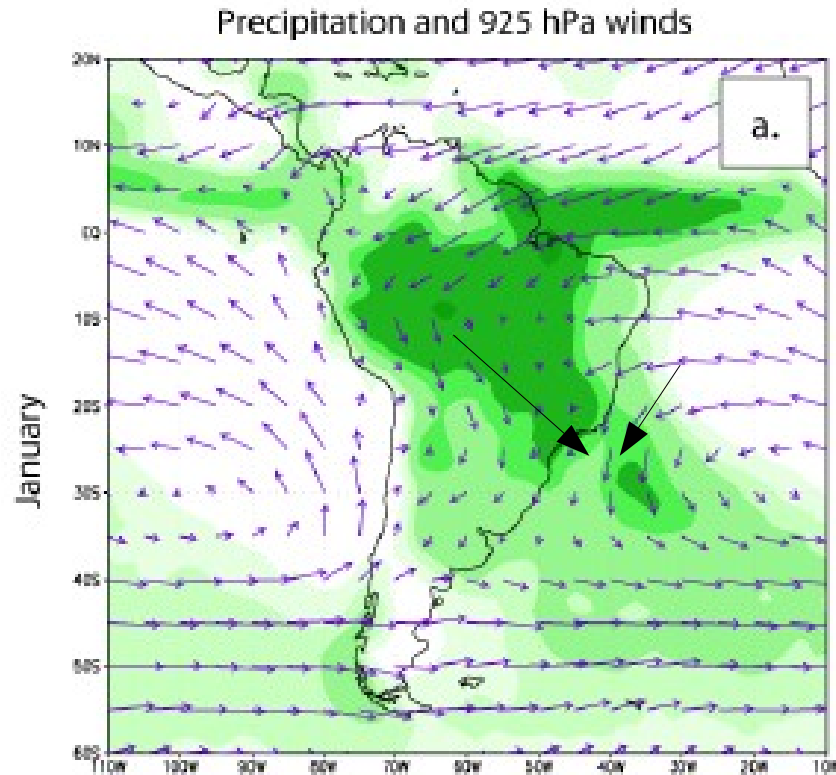 Precipitation and 925 hPa winds
a.
20N
10N
EQ
10S
20S
30S
40S
50S
60S
January
110W 100W 90W 80W 70W 60W 50W 40W 30W 20W 10W